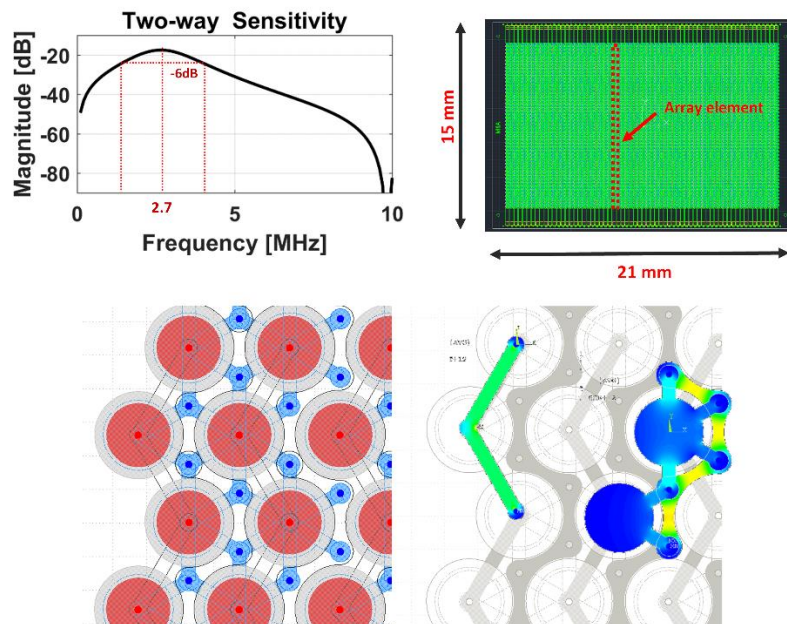 Two-way Sensitivity
Magnitude [dB]
-20
-40
-60
-80
-6dB
0
2.7
5
10
Frequency [MHz]
15 mm
Array element
21 mm